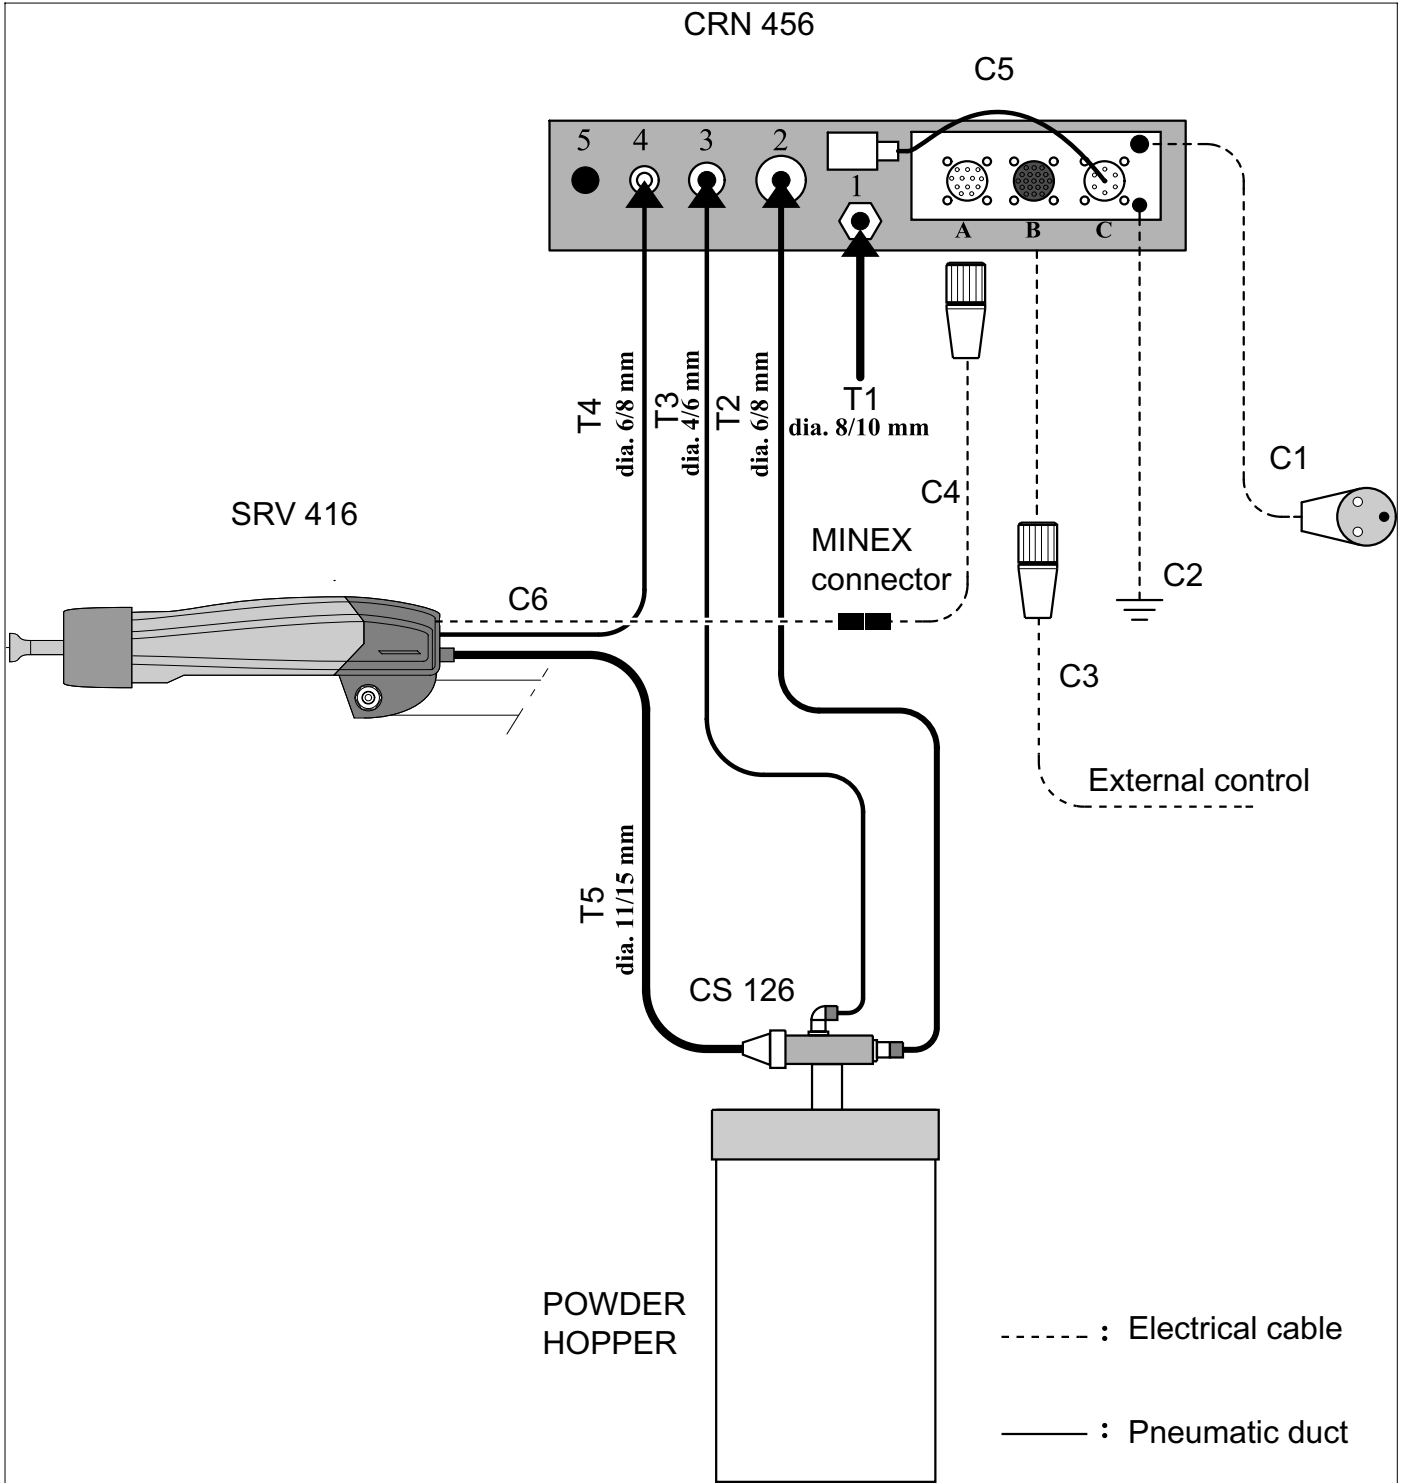 CRN 456
C5
5 4 3 2
1
A B C
T4
dia. 6/8 mm
T3
dia. 4/6 mm
T2
dia. 6/8 mm
T1
dia. 8/10 mm
C4
C1
SRV 416
MINEX
connector
C6
C2
C3
External control
T5
dia. 11/15 mm
CS 126
POWDER
HOPPER
: Electrical cable
: Pneumatic duct